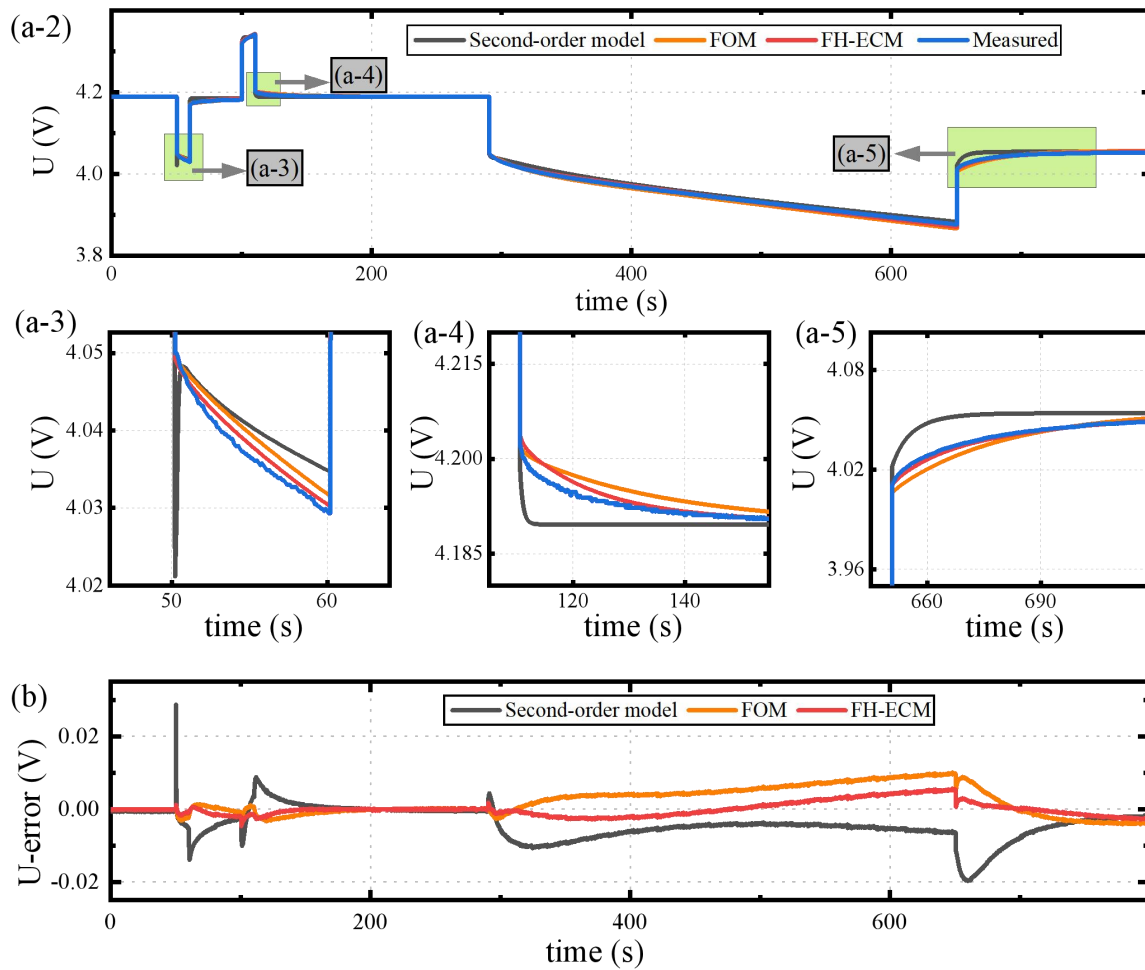 (a-2)
Second-order model FOM FH-ECM Measured
(a-4)
(a-3)
(a-5)
U (V)
4.2
4.0
3.8
0 200 400 600
time (s)
(a-3)
U (V)
4.05
4.04
4.03
4.02
50 60
time (s)
(a-4)
U (V)
4.215
4.200
4.185
120 140
time (s)
(a-5)
U (V)
4.08
4.02
3.96
660 690
time (s)
(b)
Second-order model FOM FH-ECM
U-error (V)
0.02
0.00
-0.02
0 200 400 600
time (s)